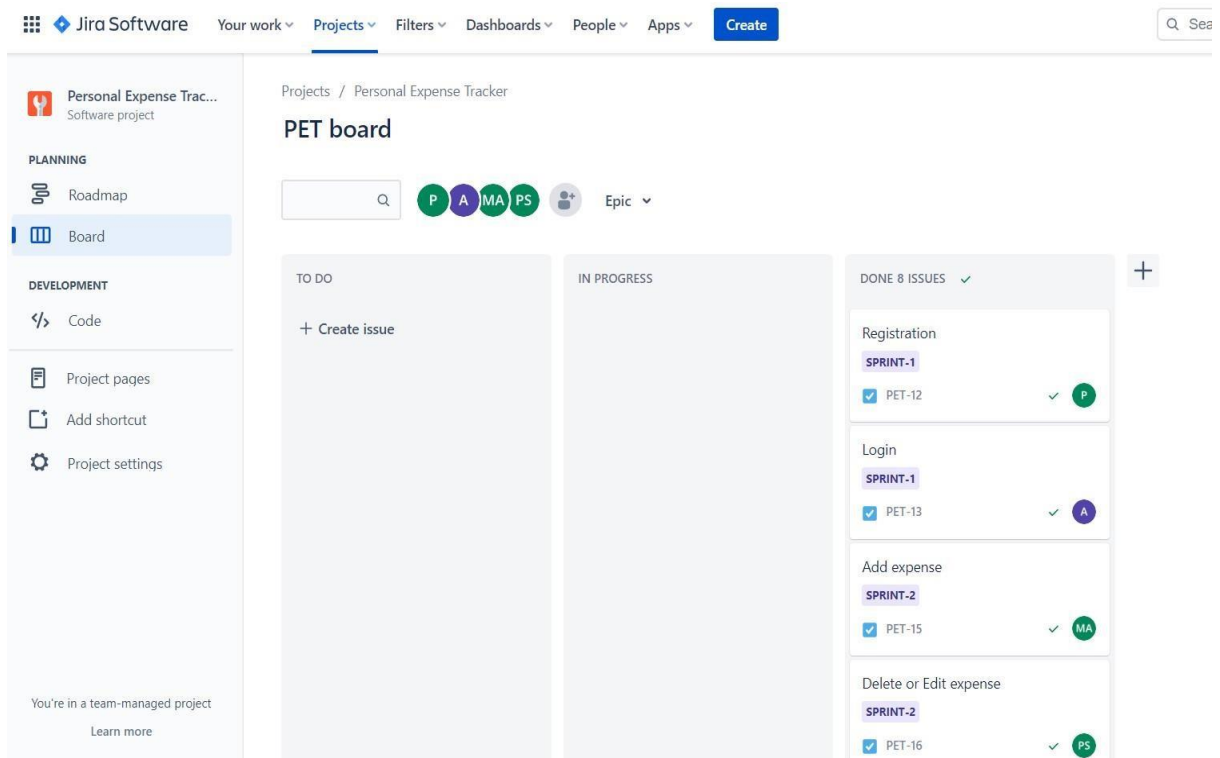 Jira Software Your work Projects Filters Dashboards People Apps Create Sea
Personal Expense Trac...
Software project
PLANNING
Roadmap
Board
DEVELOPMENT
Code
Project pages
Add shortcut
Project settings
You're in a team-managed project
Learn more
Projects / Personal Expense Tracker
PET board
P A MA PS Epic
TO DO
+ Create issue
IN PROGRESS
DONE 8 ISSUES
Registration
SPRINT-1
PET-12 P
Login
SPRINT-1
PET-13 A
Add expense
SPRINT-2
PET-15 MA
Delete or Edit expense
SPRINT-2
PET-16 PS